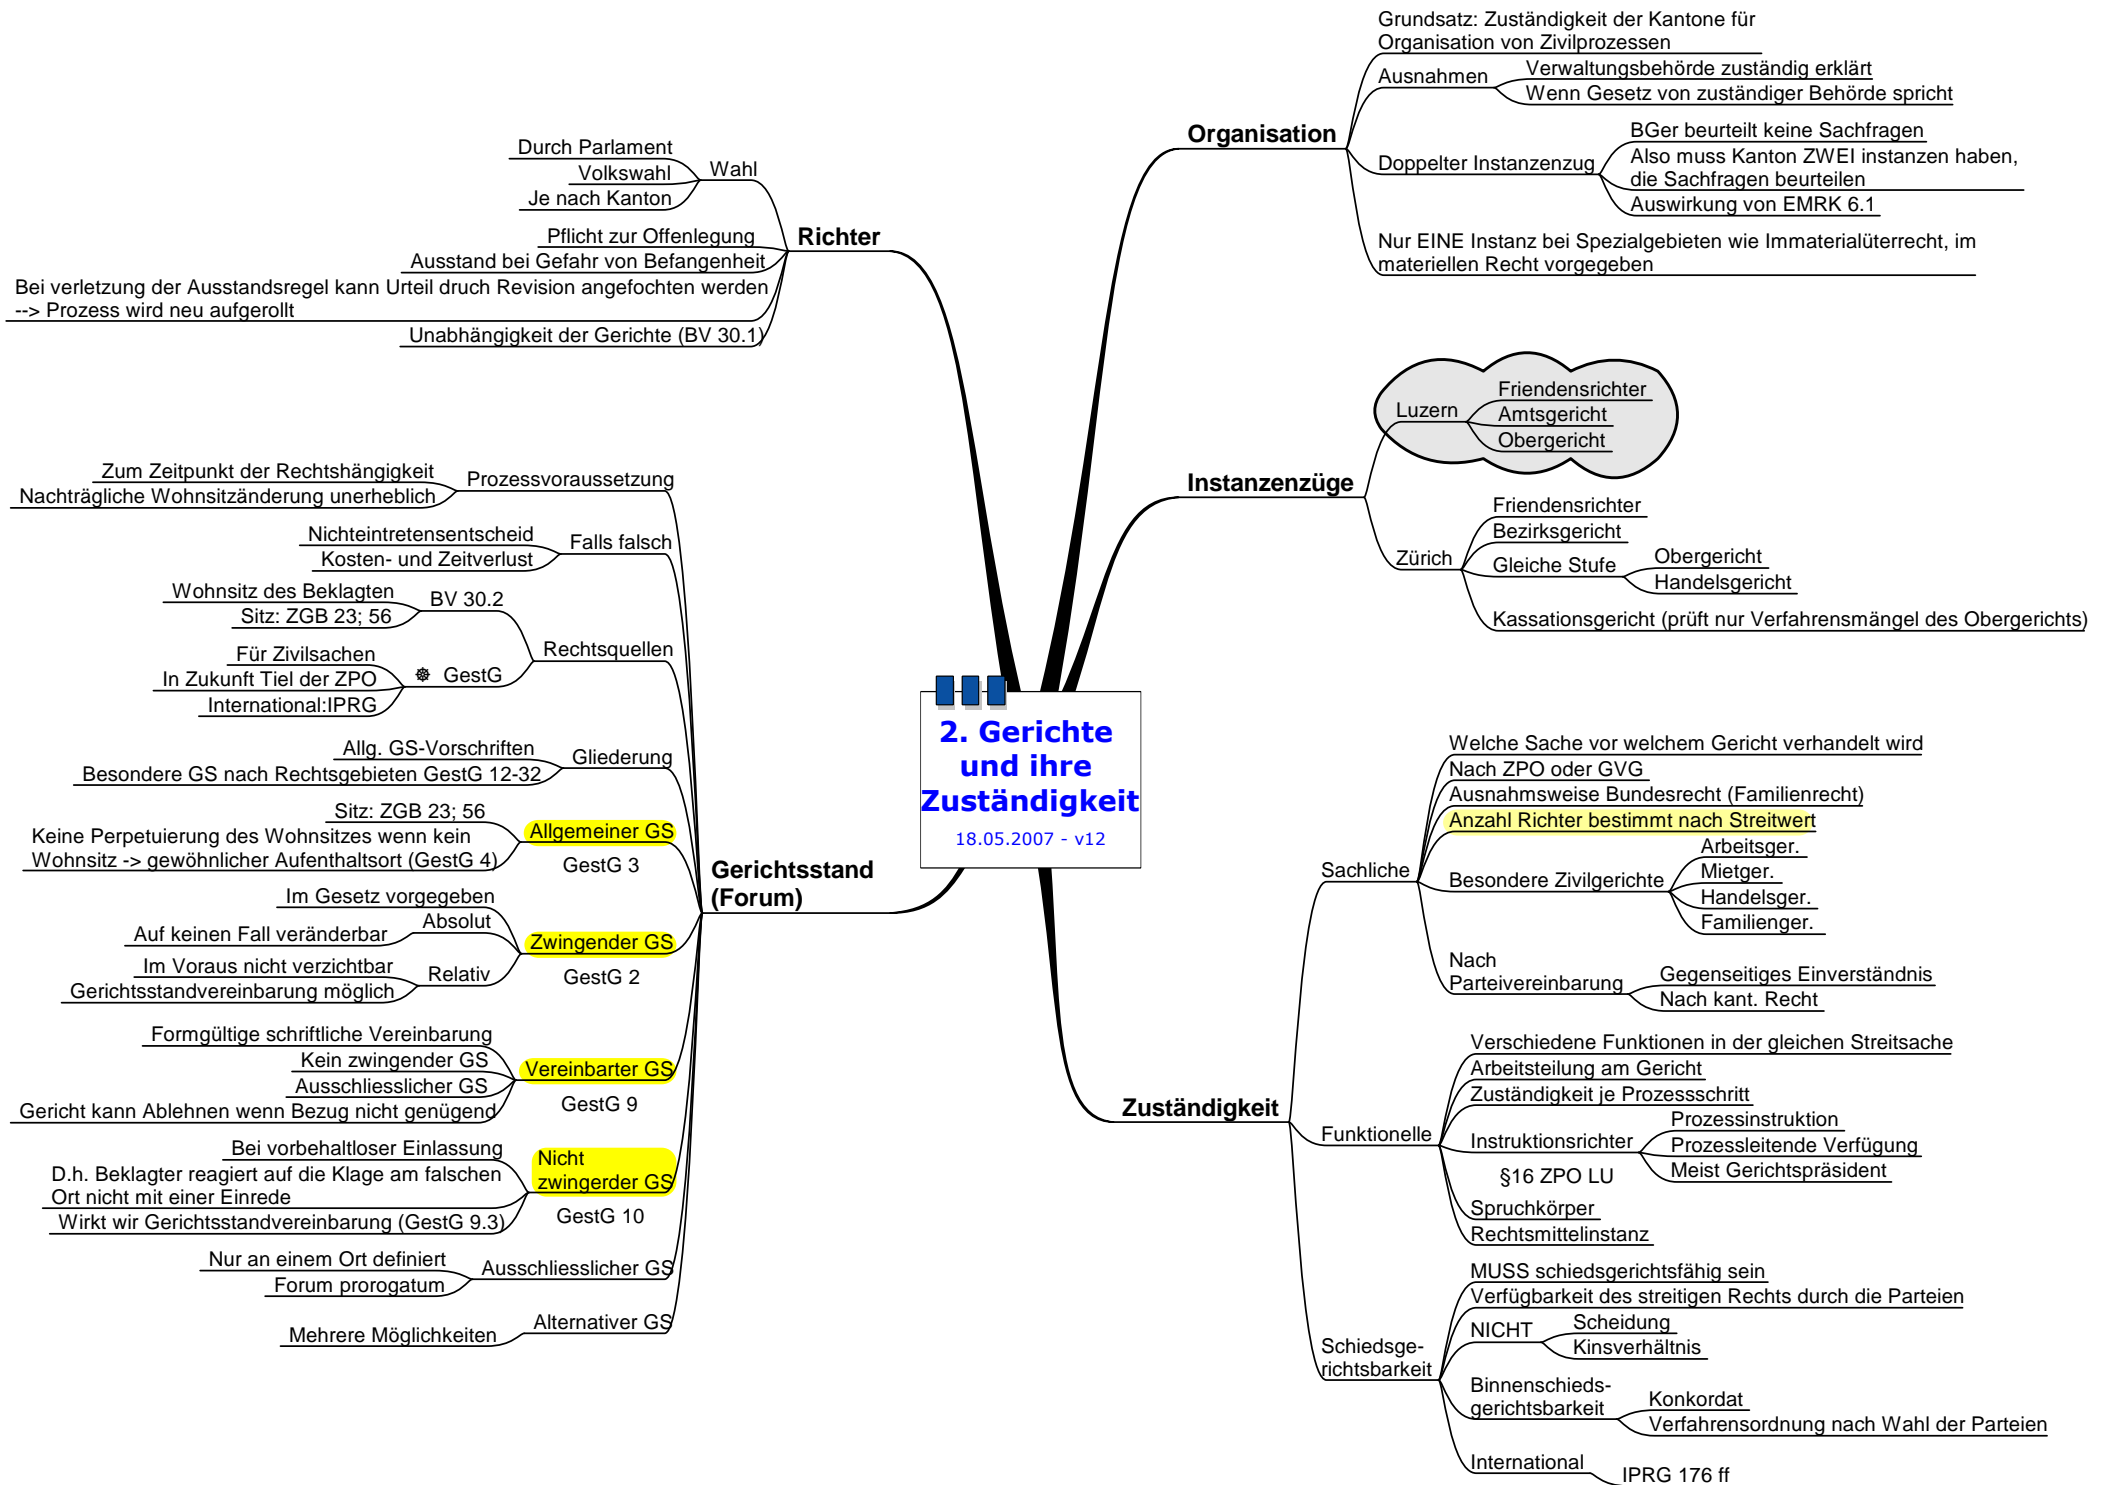 2. Gerichte
und ihre
Zuständigkeit
18.05.2007 - v12
Organisation
Grundsatz: Zuständigkeit der Kantone für
Organisation von Zivilprozessen
Ausnahmen
Verwaltungsbehörde zuständig erklärt
Wenn Gesetz von zuständiger Behörde spricht
Doppelter Instanzenzug
BGer beurteilt keine Sachfragen
Also muss Kanton ZWEI instanzen haben,
die Sachfragen beurteilen
Auswirkung von EMRK 6.1
Nur EINE Instanz bei Spezialgebieten wie Immaterialüterrecht, im
materiellen Recht vorgegeben
Instanzenzüge
Luzern
Friendensrichter
Amtsgericht
Obergericht
Zürich
Friendensrichter
Bezirksgericht
Gleiche Stufe
Obergericht
Handelsgericht
Kassationsgericht (prüft nur Verfahrensmängel des Obergerichts)
Zuständigkeit
Sachliche
Welche Sache vor welchem Gericht verhandelt wird
Nach ZPO oder GVG
Ausnahmsweise Bundesrecht (Familienrecht)
Anzahl Richter bestimmt nach Streitwert
Besondere Zivilgerichte
Arbeitsger.
Mietger.
Handelsger.
Familienger.
Nach
Parteivereinbarung
Gegenseitiges Einverständnis
Nach kant. Recht
Funktionelle
Verschiedene Funktionen in der gleichen Streitsache
Arbeitsteilung am Gericht
Zuständigkeit je Prozessschritt
Instruktionsrichter
§16 ZPO LU
Prozessinstruktion
Prozessleitende Verfügung
Meist Gerichtspräsident
Spruchkörper
Rechtsmittelinstanz
Schiedsge-
richtsbarkeit
MUSS schiedsgerichtsfähig sein
Verfügbarkeit des streitigen Rechts durch die Parteien
NICHT
Scheidung
Kinsverhältnis
Binnenschieds-
gerichtsbarkeit
Konkordat
Verfahrensordnung nach Wahl der Parteien
International
IPRG 176 ff
Richter
Wahl
Durch Parlament
Volkswahl
Je nach Kanton
Pflicht zur Offenlegung
Ausstand bei Gefahr von Befangenheit
Bei verletzung der Ausstandsregel kann Urteil druch Revision angefochten werden
--> Prozess wird neu aufgerollt
Unabhängigkeit der Gerichte (BV 30.1)
Gerichtsstand
(Forum)
Prozessvoraussetzung
Zum Zeitpunkt der Rechtshängigkeit
Nachträgliche Wohnsitzänderung unerheblich
Falls falsch
Nichteintretensentscheid
Kosten- und Zeitverlust
Rechtsquellen
BV 30.2
Wohnsitz des Beklagten
Sitz: ZGB 23; 56
GestG
Für Zivilsachen
In Zukunft Tiel der ZPO
International:IPRG
Gliederung
Allg. GS-Vorschriften
Besondere GS nach Rechtsgebieten GestG 12-32
Allgemeiner GS
GestG 3
Sitz: ZGB 23; 56
Keine Perpetuierung des Wohnsitzes wenn kein
Wohnsitz -> gewöhnlicher Aufenthaltsort (GestG 4)
Zwingender GS
GestG 2
Im Gesetz vorgegeben
Absolut
Auf keinen Fall veränderbar
Relativ
Im Voraus nicht verzichtbar
Gerichtsstandvereinbarung möglich
Vereinbarter GS
GestG 9
Formgültige schriftliche Vereinbarung
Kein zwingender GS
Ausschliesslicher GS
Gericht kann Ablehnen wenn Bezug nicht genügend
Nicht
zwingerder GS
GestG 10
Bei vorbehaltloser Einlassung
D.h. Beklagter reagiert auf die Klage am falschen
Ort nicht mit einer Einrede
Wirkt wir Gerichtsstandvereinbarung (GestG 9.3)
Ausschliesslicher GS
Nur an einem Ort definiert
Forum prorogatum
Alternativer GS
Mehrere Möglichkeiten